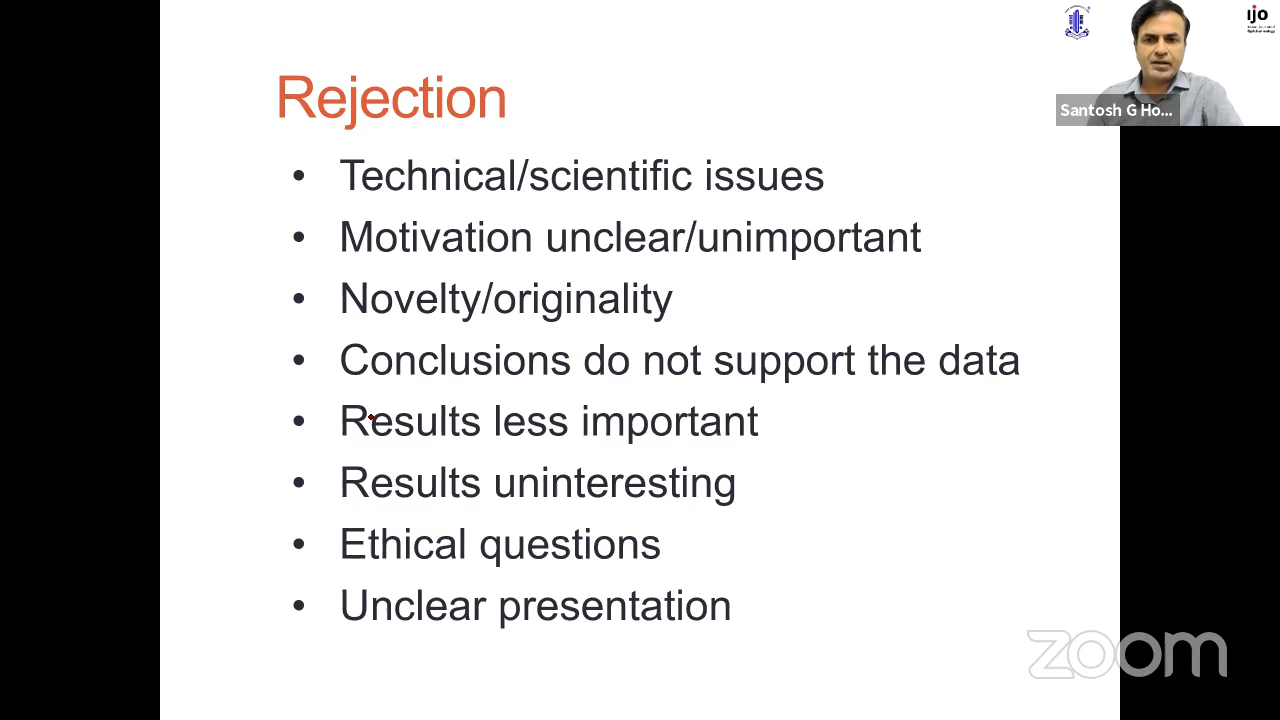 ijo
Santosh G Ho...
Rejection
• Technical/scientific issues
• Motivation unclear/unimportant
• Novelty/originality
• Conclusions do not support the data
• Results less important
• Results uninteresting
• Ethical questions
• Unclear presentation
zoom